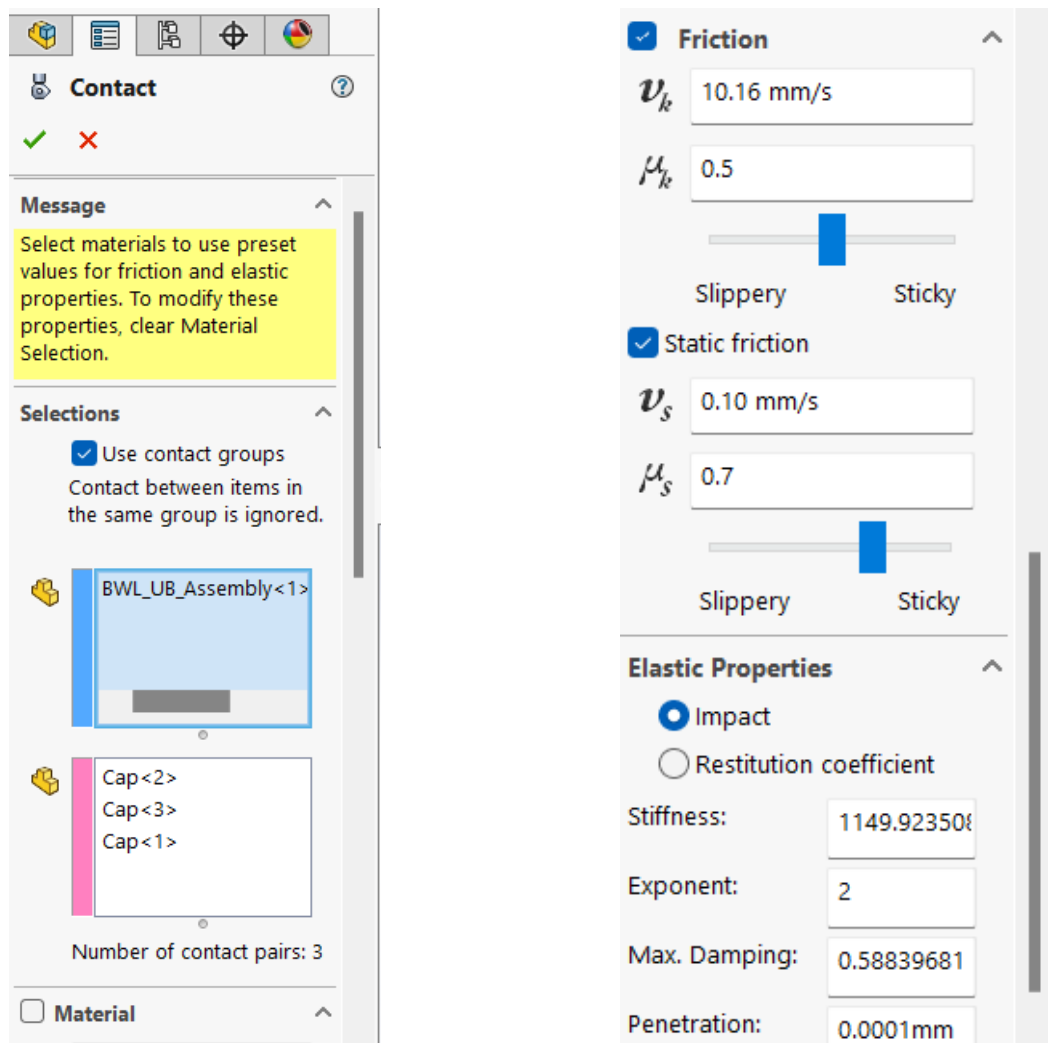 Contact
Message
Select materials to use preset
values for friction and elastic
properties. To modify these
properties, clear Material
Selection.
Selections
Use contact groups
Contact between items in
the same group is ignored.
BWL_UB_Assembly<1>
Cap<2>
Cap<3>
Cap<1>
Number of contact pairs: 3
Material
Friction
υk 10.16 mm/s
μk 0.5
Slippery Sticky
Static friction
υs 0.10 mm/s
μs 0.7
Slippery Sticky
Elastic Properties
Impact
Restitution coefficient
Stiffness: 1149.923508
Exponent: 2
Max. Damping: 0.58839681
Penetration: 0.0001mm